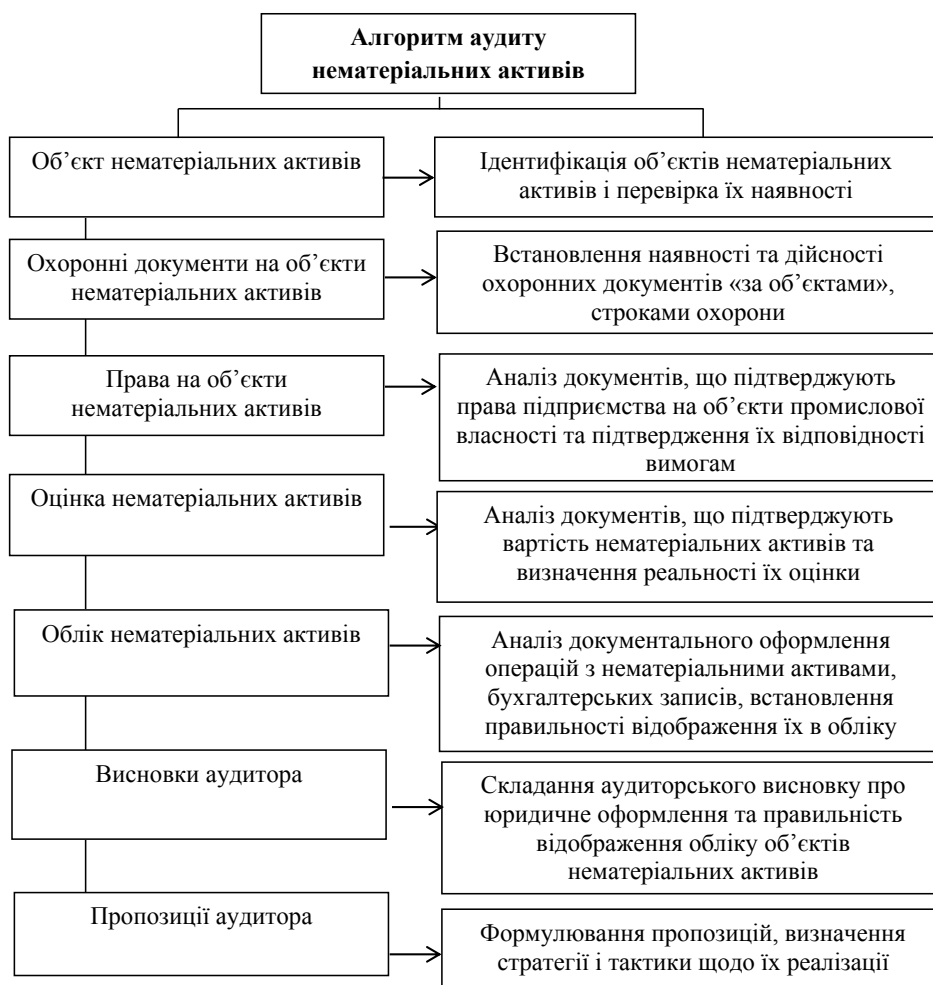 Алгоритм аудиту
нематеріальних активів
Об’єкт нематеріальних активів
Ідентифікація об’єктів нематеріальних
активів і перевірка їх наявності
Охоронні документи на об’єкти
нематеріальних активів
Встановлення наявності та дійсності
охоронних документів «за об’єктами»,
строками охорони
Права на об’єкти
нематеріальних активів
Аналіз документів, що підтверджують
права підприємства на об’єкти промислової
власності та підтвердження їх відповідності
вимогам
Оцінка нематеріальних активів
Аналіз документів, що підтверджують
вартість нематеріальних активів та
визначення реальності їх оцінки
Облік нематеріальних активів
Аналіз документального оформлення
операцій з нематеріальними активами,
бухгалтерських записів, встановлення
правильності відображення їх в обліку
Висновки аудитора
Складання аудиторського висновку про
юридичне оформлення та правильність
відображення обліку об’єктів
нематеріальних активів
Пропозиції аудитора
Формулювання пропозицій, визначення
стратегії і тактики щодо їх реалізації